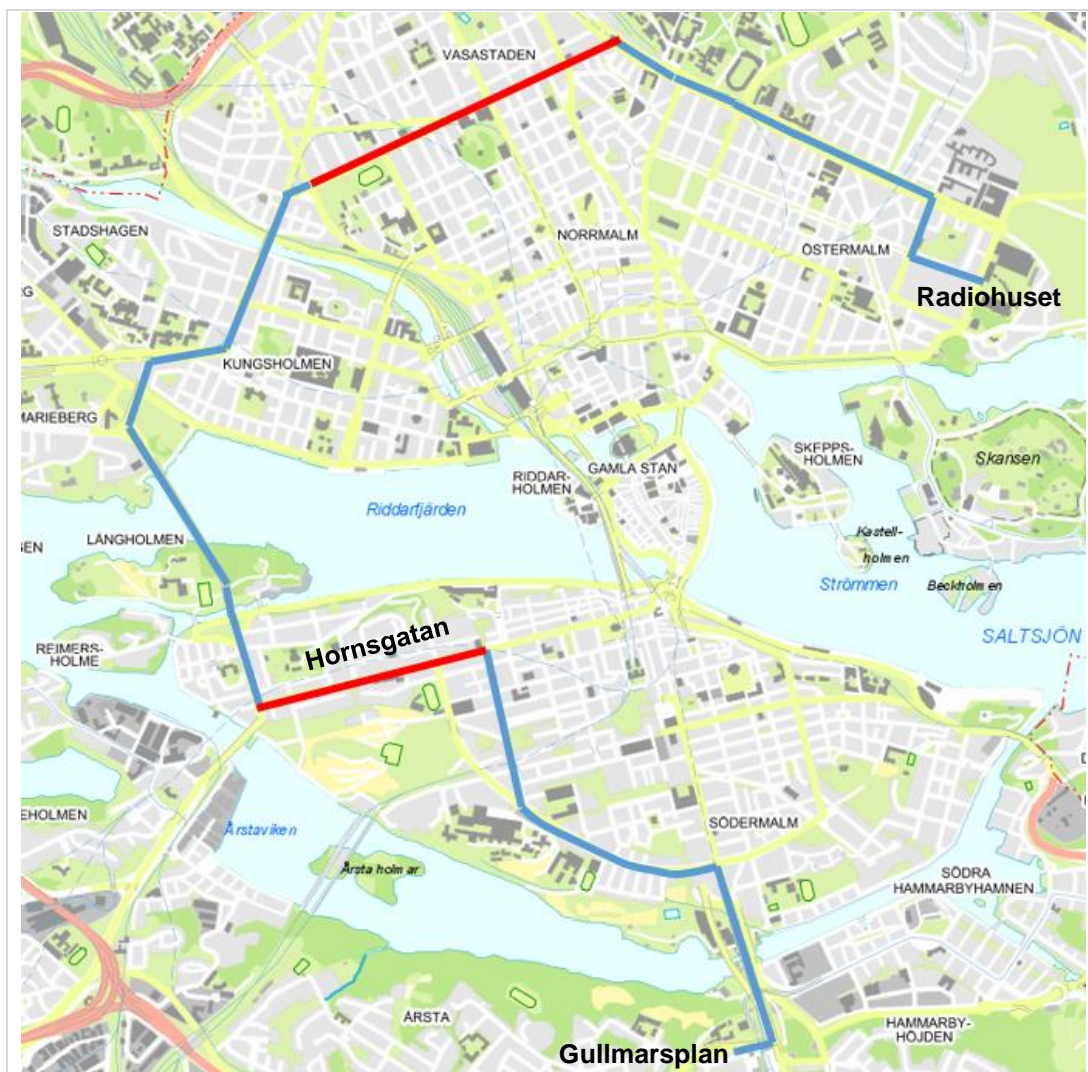 VASASTADEN
STADSHAGEN
NORRMALM
ÖSTERMALM
Radiohuset
KUNGSHOLMEN
MARIEBERG
SKEPPS-
HOLMEN
Skansen
GAMLA STAN
RIDDAR-
HOLMEN
Riddarfjärden
LÅNGHOLMEN
Kastell-
holmen
Strömmen
Beckholmen
SALTSJÖN
REIMERS-
HOLME
Hornsgatan
EHOLMEN
Årstaviken
SÖDERMALM
Årsta holmar
SÖDRA
HAMMARBYHAMNEN
ÅRSTA
HAMMARBY-
HÖJDEN
Gullmarsplan